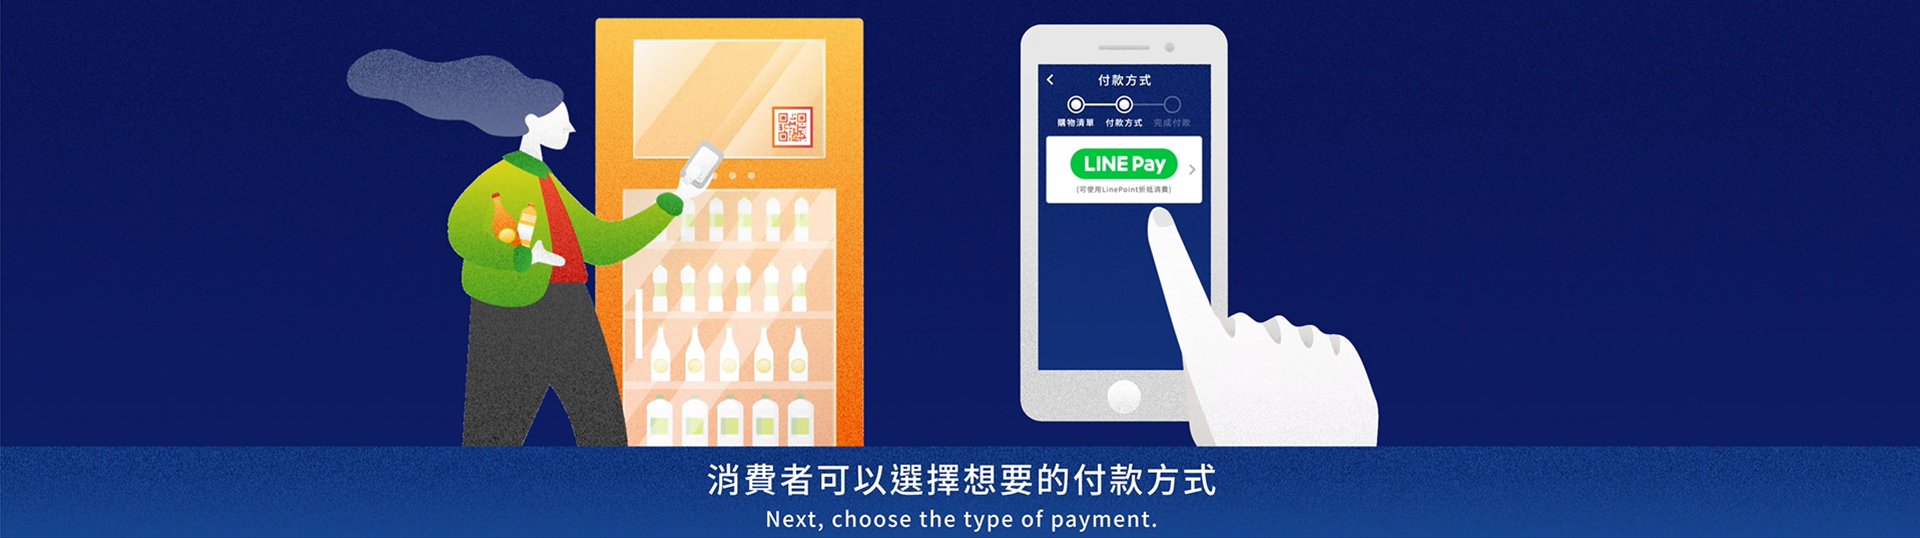 付款方式
購物清單 付款方式 完成付款
LINE Pay
(可使用LinePoint折抵消費)
消費者可以選擇想要的付款方式
Next, choose the type of payment.